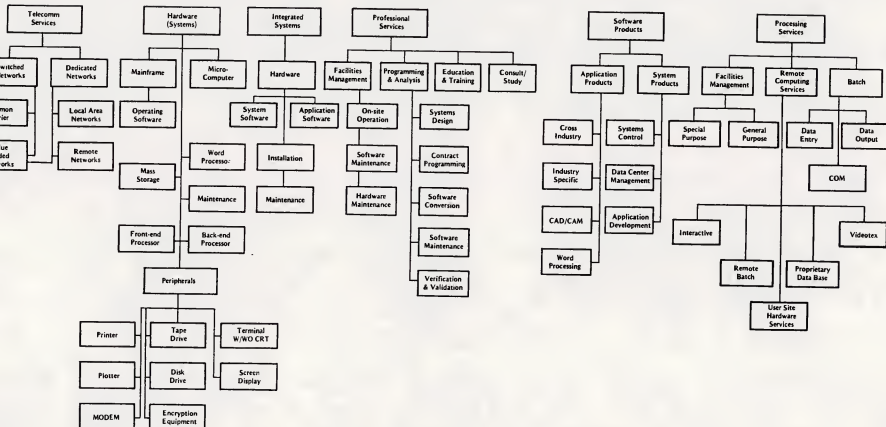 Telecomm
Services
Switched
Networks
Dedicated
Networks
Local Area
Networks
Remote
Networks
Hardware
(Systems)
Mainframe
Micro-
Computer
Operating
Software
Word
Processor
Mass
Storage
Maintenance
Front-end
Processor
Back-end
Processor
Peripherals
Printer
Tape
Drive
Terminal
W/WO CRT
Plotter
Disk
Drive
Screen
Display
MODEM
Encryption
Equipment
Integrated
Systems
Hardware
System
Software
Application
Software
Installation
Maintenance
Professional
Services
Facilities
Management
Programming
& Analysis
Education
& Training
Consult/
Study
On-site
Operation
Software
Maintenance
Hardware
Maintenance
Systems
Design
Contract
Programming
Software
Conversion
Software
Maintenance
Verification
& Validation
Software
Products
Application
Products
System
Products
Cross
Industry
Industry
Specific
CAD/CAM
Word
Processing
Systems
Control
Data Center
Management
Application
Development
Processing
Services
Facilities
Management
Remote
Computing
Services
Batch
Special
Purpose
General
Purpose
Data
Entry
Data
Output
COM
Interactive
Remote
Batch
Proprietary
Data Base
Videotex
User Site
Hardware
Services